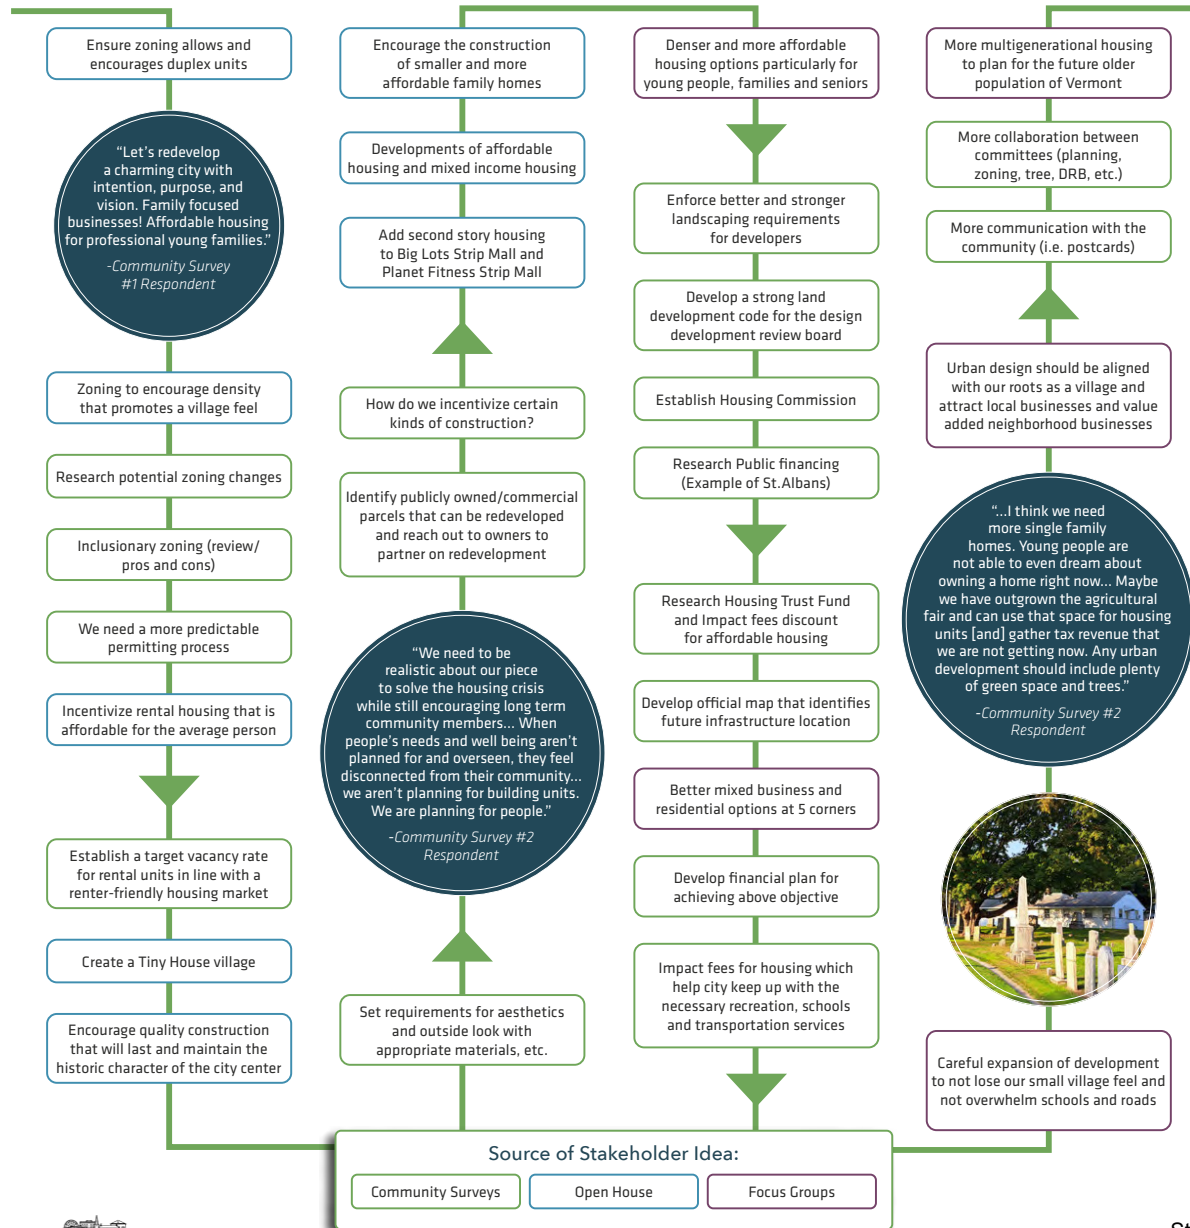 Ensure zoning allows and
encourages duplex units
“Let’s redevelop
a charming city with
intention, purpose, and
vision. Family focused
businesses! Affordable housing
for professional young families.”
-Community Survey
#1 Respondent
Zoning to encourage density
that promotes a village feel
Research potential zoning changes
Inclusionary zoning (review/
pros and cons)
We need a more predictable
permitting process
Incentivize rental housing that is
affordable for the average person
Establish a target vacancy rate
for rental units in line with a
renter-friendly housing market
Create a Tiny House village
Encourage quality construction
that will last and maintain the
historic character of the city center
Encourage the construction
of smaller and more
affordable family homes
Developments of affordable
housing and mixed income housing
Add second story housing
to Big Lots Strip Mall and
Planet Fitness Strip Mall
How do we incentivize certain
kinds of construction?
Identify publicly owned/commercial
parcels that can be redeveloped
and reach out to owners to
partner on redevelopment
“We need to be
realistic about our piece
to solve the housing crisis
while still encouraging long term
community members... When
people’s needs and well being aren’t
planned for and overseen, they feel
disconnected from their community...
we aren’t planning for building units.
We are planning for people.”
-Community Survey #2
Respondent
Set requirements for aesthetics
and outside look with
appropriate materials, etc.
Denser and more affordable
housing options particularly for
young people, families and seniors
Enforce better and stronger
landscaping requirements
for developers
Develop a strong land
development code for the design
development review board
Establish Housing Commission
Research Public financing
(Example of St.Albans)
Research Housing Trust Fund
and Impact fees discount
for affordable housing
Develop official map that identifies
future infrastructure location
Better mixed business and
residential options at 5 corners
Develop financial plan for
achieving above objective
Impact fees for housing which
help city keep up with the
necessary recreation, schools
and transportation services
More multigenerational housing
to plan for the future older
population of Vermont
More collaboration between
committees (planning,
zoning, tree, DRB, etc.)
More communication with the
community (i.e. postcards)
Urban design should be aligned
with our roots as a village and
attract local businesses and value
added neighborhood businesses
“...I think we need
more single family
homes. Young people are
not able to even dream about
owning a home right now... Maybe
we have outgrown the agricultural
fair and can use that space for housing
units [and] gather tax revenue that
we are not getting now. Any urban
development should include plenty
of green space and trees.”
-Community Survey #2
Respondent
Careful expansion of development
to not lose our small village feel and
not overwhelm schools and roads
Source of Stakeholder Idea:
Community Surveys
Open House
Focus Groups